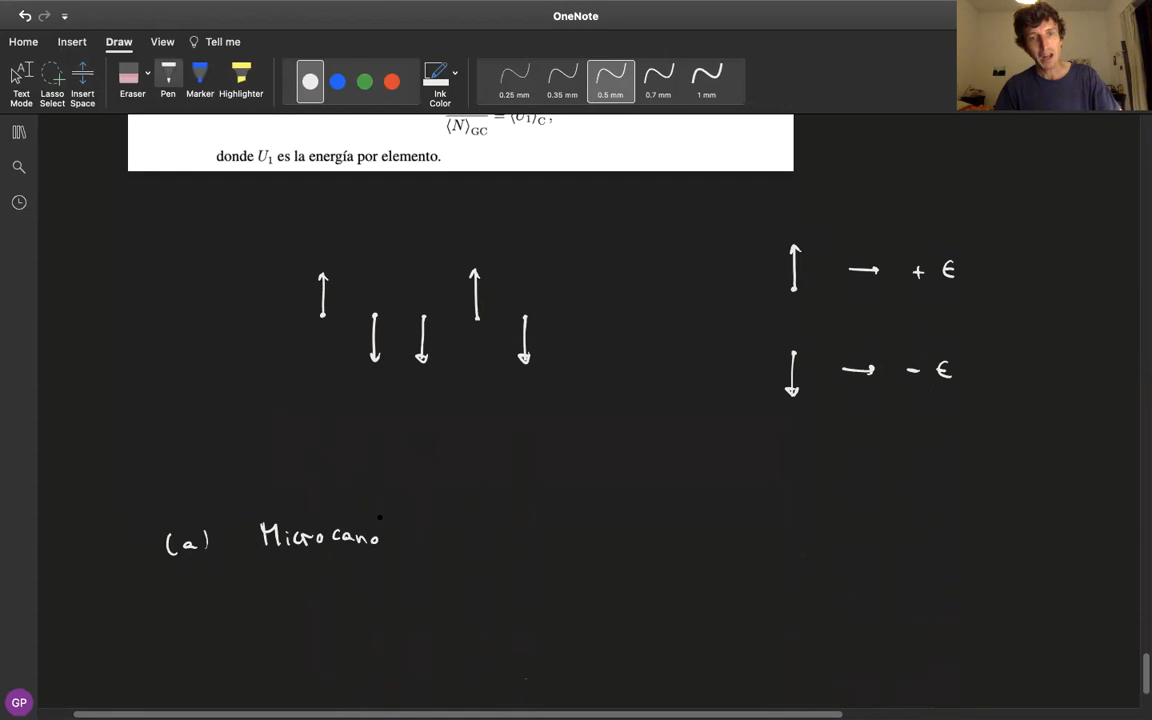 OneNote
Home Insert Draw View Tell me
Text Mode Lasso Select Insert Space Eraser Pen Marker Highlighter Ink Color 0.25 mm 0.35 mm 0.5 mm 0.7 mm 1 mm
⟨N⟩GC = ⟨U₁⟩C,
donde U₁ es la energía por elemento.
↑ → + ε
↓ → - ε
(a) Microcano
GP